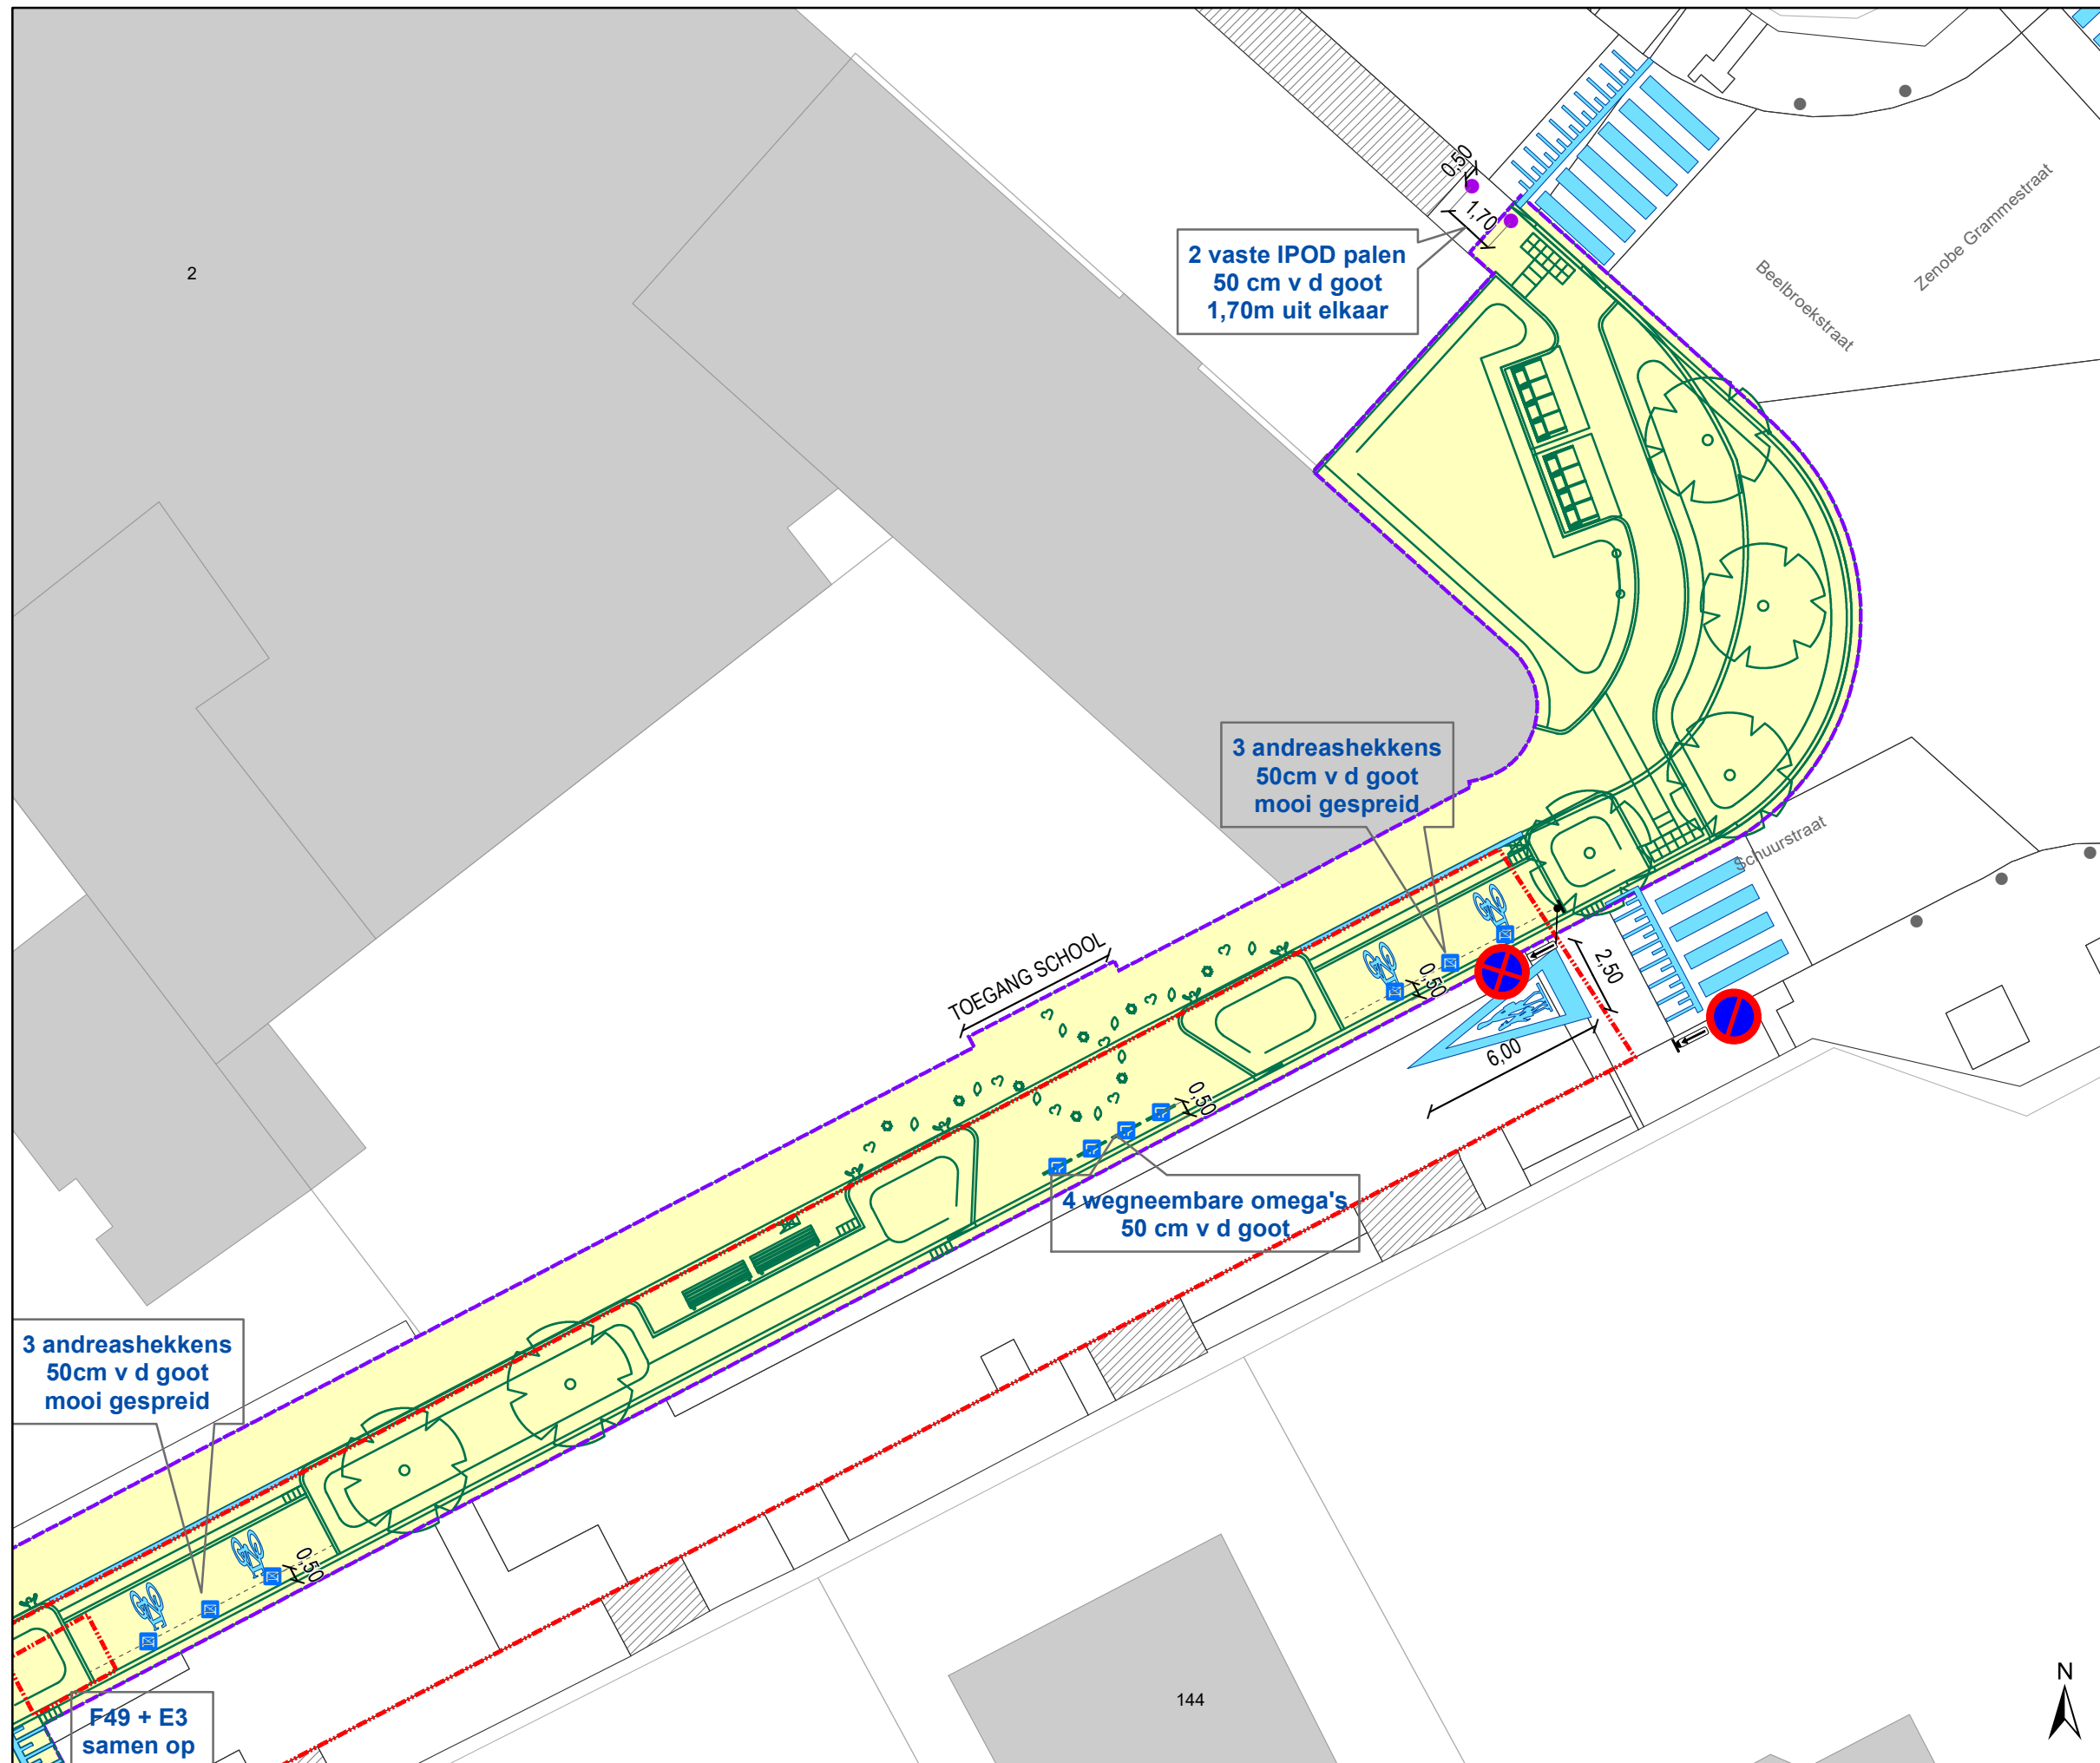 2
0,50
1,70
2 vaste IPOD palen
50 cm v d goot
1,70m uit elkaar
Zenobe Grammestraat
Beelbroekstraat
3 andreashekkens
50cm v d goot
mooi gespreid
Schuurstraat
TOEGANG SCHOOL
0,50
2,50
6,00
0,50
4 wegneembare omega's
50 cm v d goot
3 andreashekkens
50cm v d goot
mooi gespreid
0,50
F49 + E3
samen op
144
N